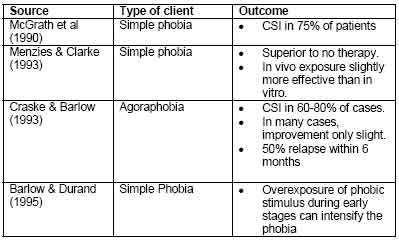 Source Type of client Outcome
McGrath et al Simple phobia • CSI in 75% of patients
(1990)
Menzies & Clarke Simple phobia • Superior to no therapy.
(1993) • In vivo exposure slightly
more effective than in
vitro.
Craske & Barlow Agoraphobia • CSI in 60-80% of cases.
(1993) • In many cases,
improvement only slight.
• 50% relapse within 6
months
Barlow & Durand Simple Phobia • Overexposure of phobic
(1995) stimulus during early
stages can intensify the
phobia